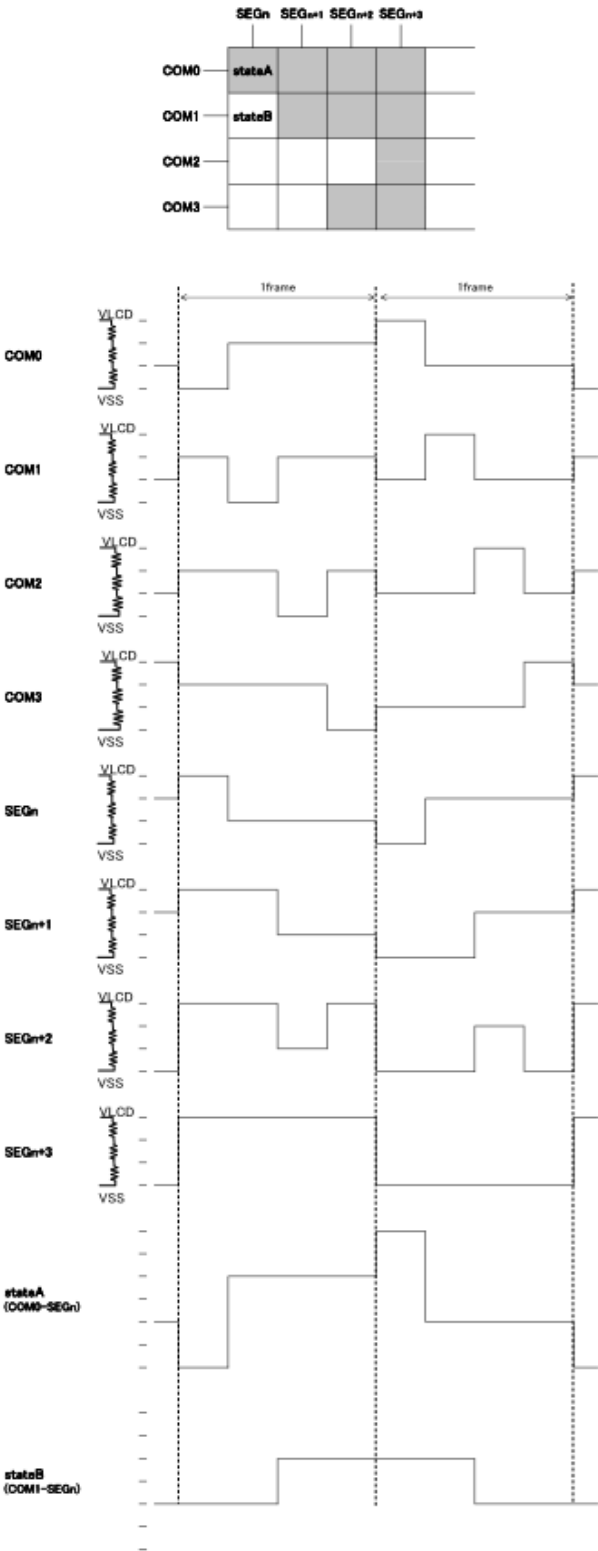 SEGn SEGn+1 SEGn+2 SEGn+3
COM0 stateA
COM1 stateB
COM2
COM3
1frame 1frame
COM0 VLCD
VSS
COM1 VLCD
VSS
COM2 VLCD
VSS
COM3 VLCD
VSS
SEGn VLCD
VSS
SEGn+1 VLCD
VSS
SEGn+2 VLCD
VSS
SEGn+3 VLCD
VSS
stateA
(COM0-SEGn)
stateB
(COM1-SEGn)